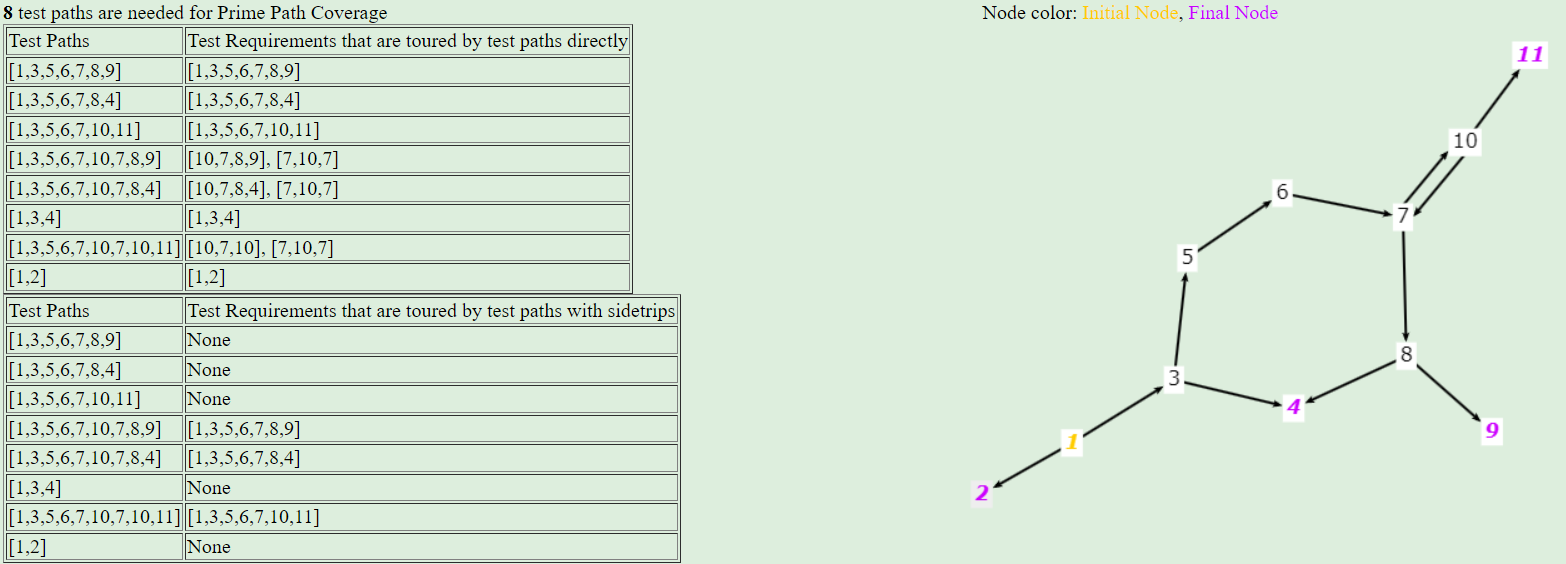 8 test paths are needed for Prime Path Coverage
Test Paths Test Requirements that are toured by test paths directly
[1,3,5,6,7,8,9] [1,3,5,6,7,8,9]
[1,3,5,6,7,8,4] [1,3,5,6,7,8,4]
[1,3,5,6,7,10,11] [1,3,5,6,7,10,11]
[1,3,5,6,7,10,7,8,9] [10,7,8,9], [7,10,7]
[1,3,5,6,7,10,7,8,4] [10,7,8,4], [7,10,7]
[1,3,4] [1,3,4]
[1,3,5,6,7,10,7,10,11] [10,7,10], [7,10,7]
[1,2] [1,2]
Test Paths Test Requirements that are toured by test paths with sidetrips
[1,3,5,6,7,8,9] None
[1,3,5,6,7,8,4] None
[1,3,5,6,7,10,11] None
[1,3,5,6,7,10,7,8,9] [1,3,5,6,7,8,9]
[1,3,5,6,7,10,7,8,4] [1,3,5,6,7,8,4]
[1,3,4] None
[1,3,5,6,7,10,7,10,11] [1,3,5,6,7,10,11]
[1,2] None
Node color: Initial Node, Final Node
11
10
6
7
5
8
3
4
9
1
2